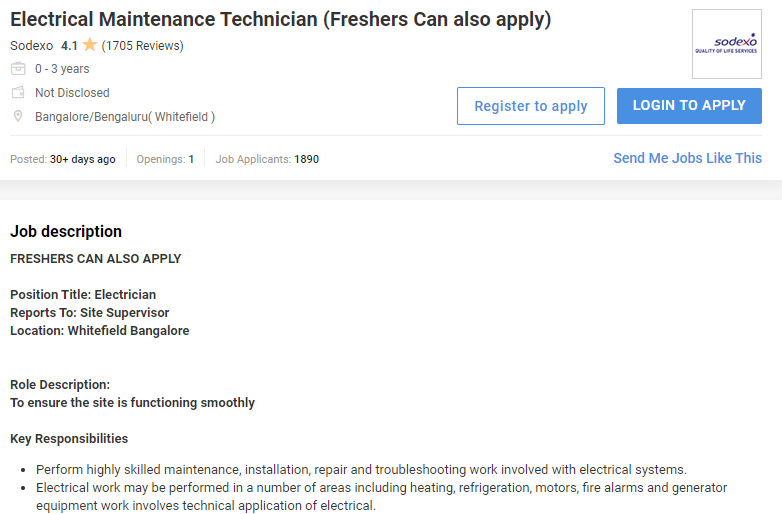 Electrical Maintenance Technician (Freshers Can also apply)
Sodexo 4.1 (1705 Reviews)
sodexo
QUALITY OF LIFE SERVICES
0 - 3 years
Not Disclosed
Bangalore/Bengaluru( Whitefield )
Register to apply
LOGIN TO APPLY
Posted: 30+ days ago Openings: 1 Job Applicants: 1890
Send Me Jobs Like This
Job description
FRESHERS CAN ALSO APPLY
Position Title: Electrician
Reports To: Site Supervisor
Location: Whitefield Bangalore
Role Description:
To ensure the site is functioning smoothly
Key Responsibilities
• Perform highly skilled maintenance, installation, repair and troubleshooting work involved with electrical systems.
• Electrical work may be performed in a number of areas including heating, refrigeration, motors, fire alarms and generator
equipment work involves technical application of electrical.